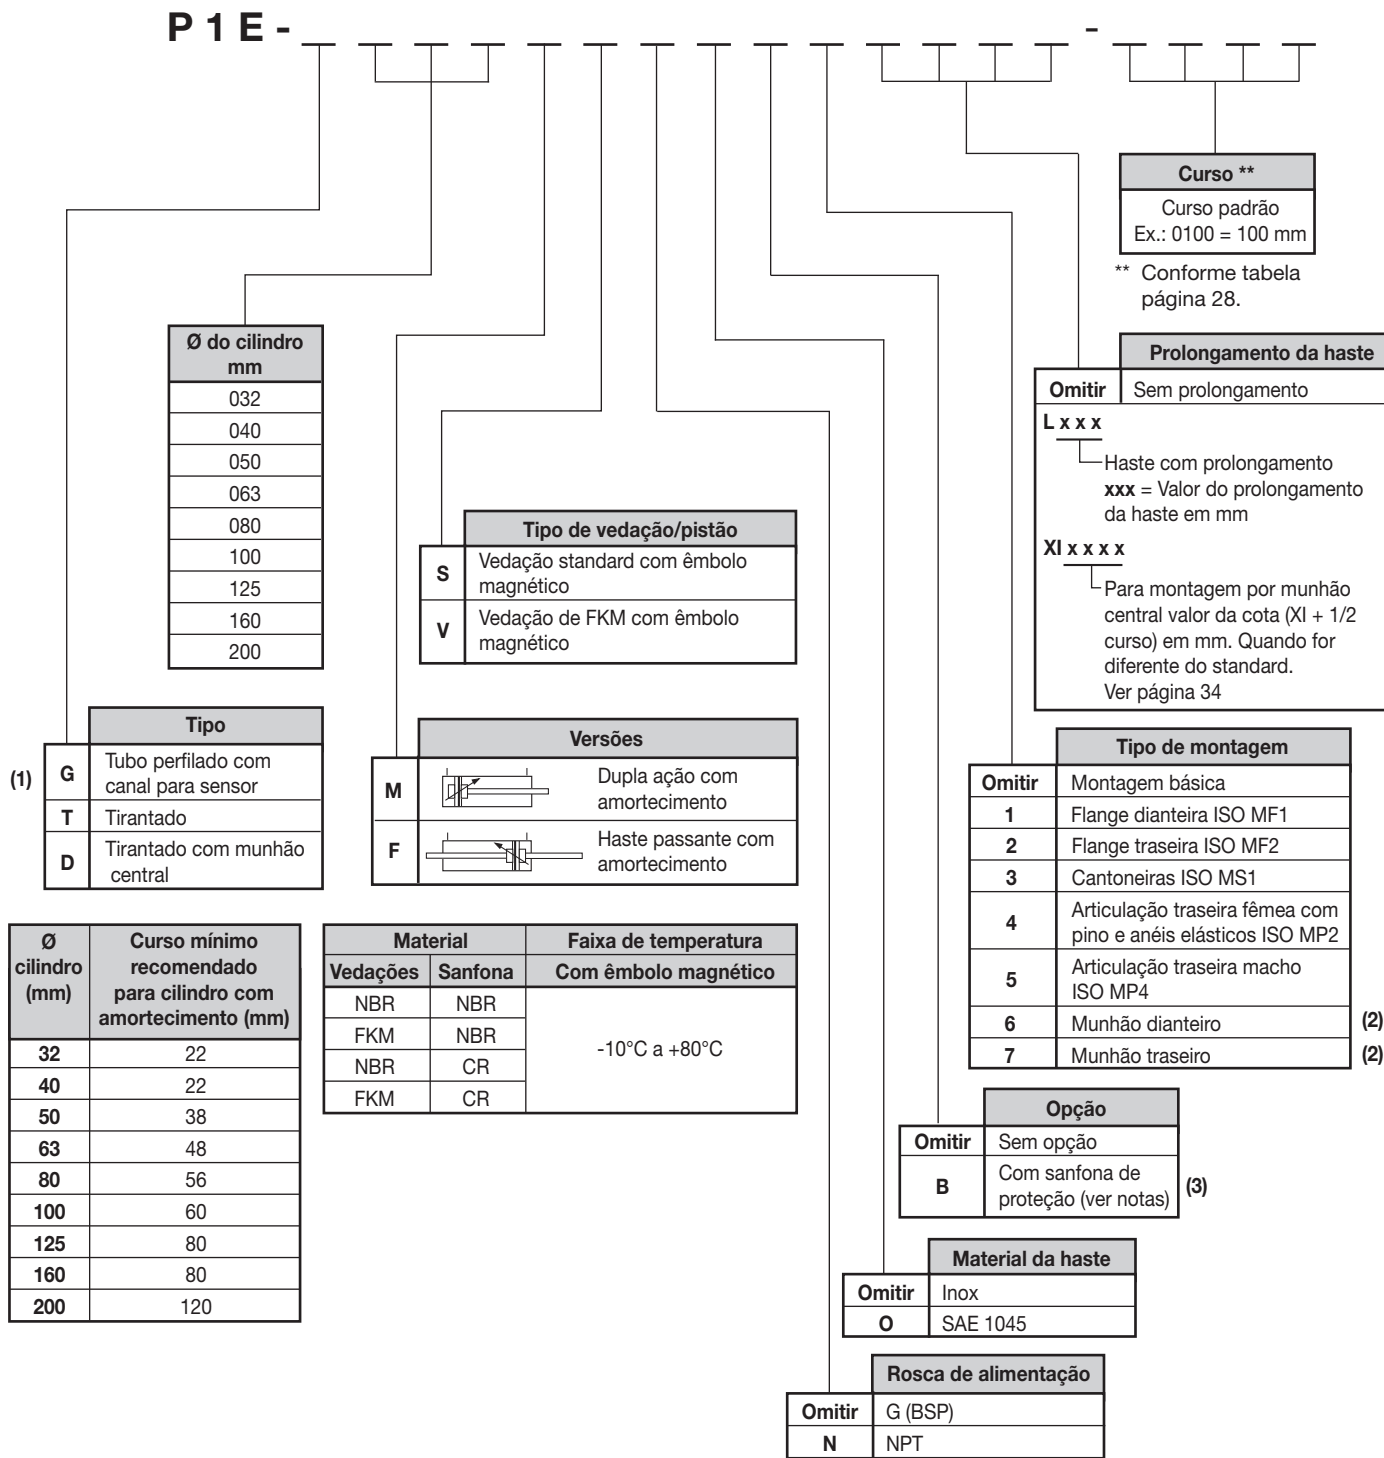 P 1 E - _ _ _ _ _ _ _ _ _ _ _ _ _ _ - _ _ _ _
Curso **
Curso padrão
Ex.: 0100 = 100 mm
** Conforme tabela
página 28.
Ø do cilindro
mm
032
040
050
063
080
100
125
160
200
Prolongamento da haste
Omitir Sem prolongamento
L x x x
Haste com prolongamento
xxx = Valor do prolongamento
da haste em mm
XI x x x x
Para montagem por munhão
central valor da cota (XI + 1/2
curso) em mm. Quando for
diferente do standard.
Ver página 34
Tipo de vedação/pistão
S Vedação standard com êmbolo
magnético
V Vedação de FKM com êmbolo
magnético
Tipo
(1) G Tubo perfilado com
canal para sensor
T Tirantado
D Tirantado com munhão
central
Versões
M Dupla ação com
amortecimento
F Haste passante com
amortecimento
Tipo de montagem
Omitir Montagem básica
1 Flange dianteira ISO MF1
2 Flange traseira ISO MF2
3 Cantoneiras ISO MS1
4 Articulação traseira fêmea com
pino e anéis elásticos ISO MP2
5 Articulação traseira macho
ISO MP4
6 Munhão dianteiro (2)
7 Munhão traseiro (2)
Ø
cilindro
(mm)
Curso mínimo
recomendado
para cilindro com
amortecimento (mm)
32 22
40 22
50 38
63 48
80 56
100 60
125 80
160 80
200 120
Material Faixa de temperatura
Vedações Sanfona Com êmbolo magnético
NBR NBR
FKM NBR
NBR CR
FKM CR
-10°C a +80°C
Opção
Omitir Sem opção
B Com sanfona de
proteção (ver notas) (3)
Material da haste
Omitir Inox
O SAE 1045
Rosca de alimentação
Omitir G (BSP)
N NPT